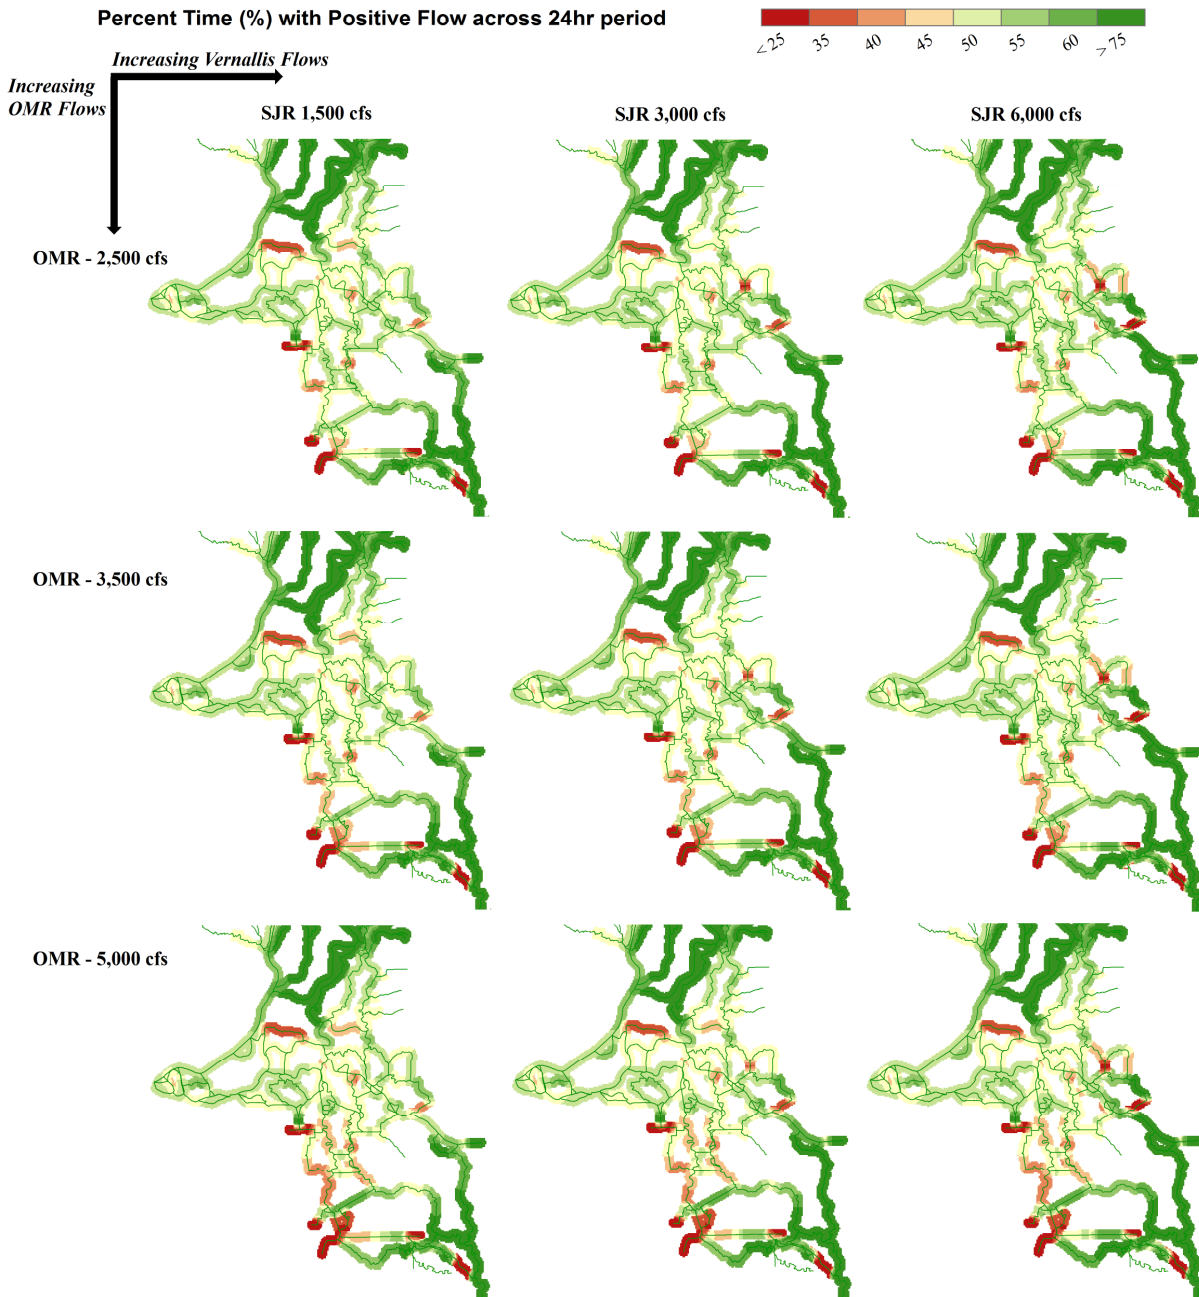 Percent Time (%) with Positive Flow across 24hr period
< 25 35 40 45 50 55 60 > 75
Increasing Vernallis Flows
Increasing
OMR Flows
SJR 1,500 cfs SJR 3,000 cfs SJR 6,000 cfs
OMR - 2,500 cfs
OMR - 3,500 cfs
OMR - 5,000 cfs